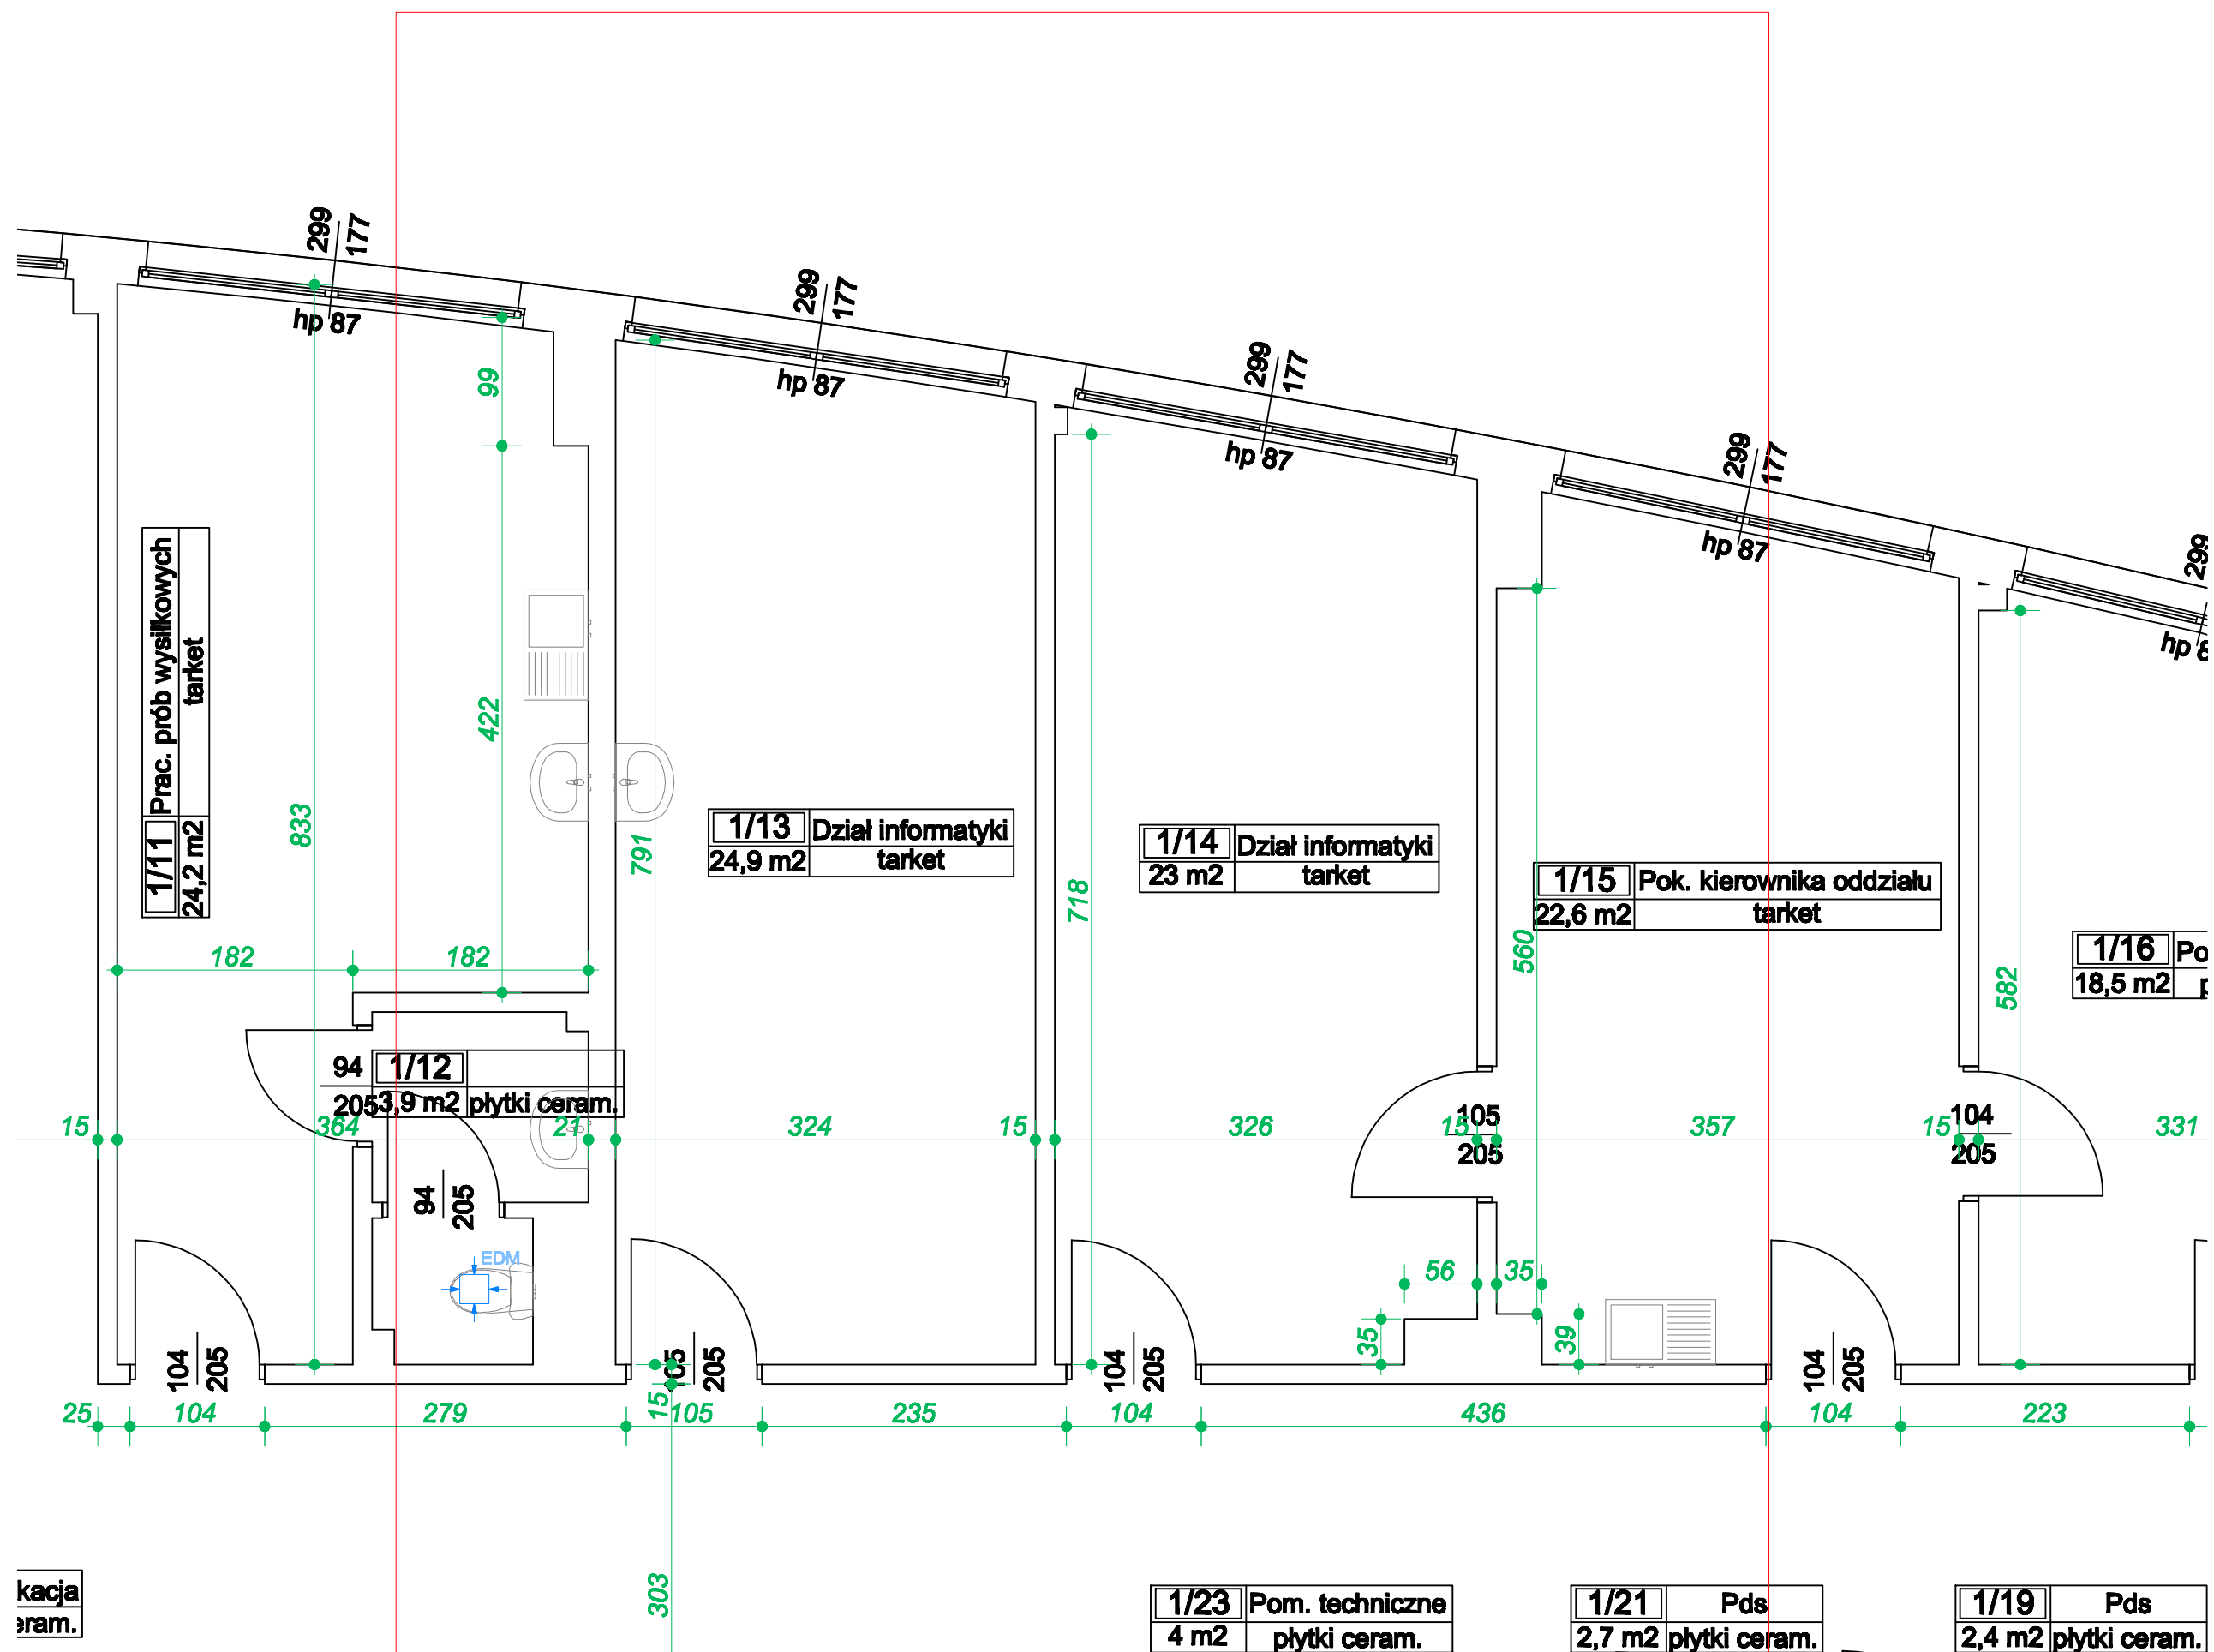 299
177
hp 87
299
177
hp 87
299
177
hp 87
299
177
hp 87
299
99
422
833
791
718
560
582
1/11 Prac. prób wysiłkowych
24,2 m2 tarket
1/13 Dział informatyki
24,9 m2 tarket
1/14 Dział informatyki
23 m2 tarket
1/15 Pok. kierownika oddziału
22,6 m2 tarket
1/16 Po
18,5 m2
182 182
94 1/12
205 3,9 m2 płytki ceram.
15 364 21 324 15 326 15 357 15 331
105
205
104
205
94
205
EDM
56 35
35
39
104
205
105
205
104
205
104
205
15
25 104 279 105 235 104 436 104 223
303
kacja
eram.
1/23 Pom. techniczne
4 m2 płytki ceram.
1/21 Pds
2,7 m2 płytki ceram.
1/19 Pds
2,4 m2 płytki ceram.